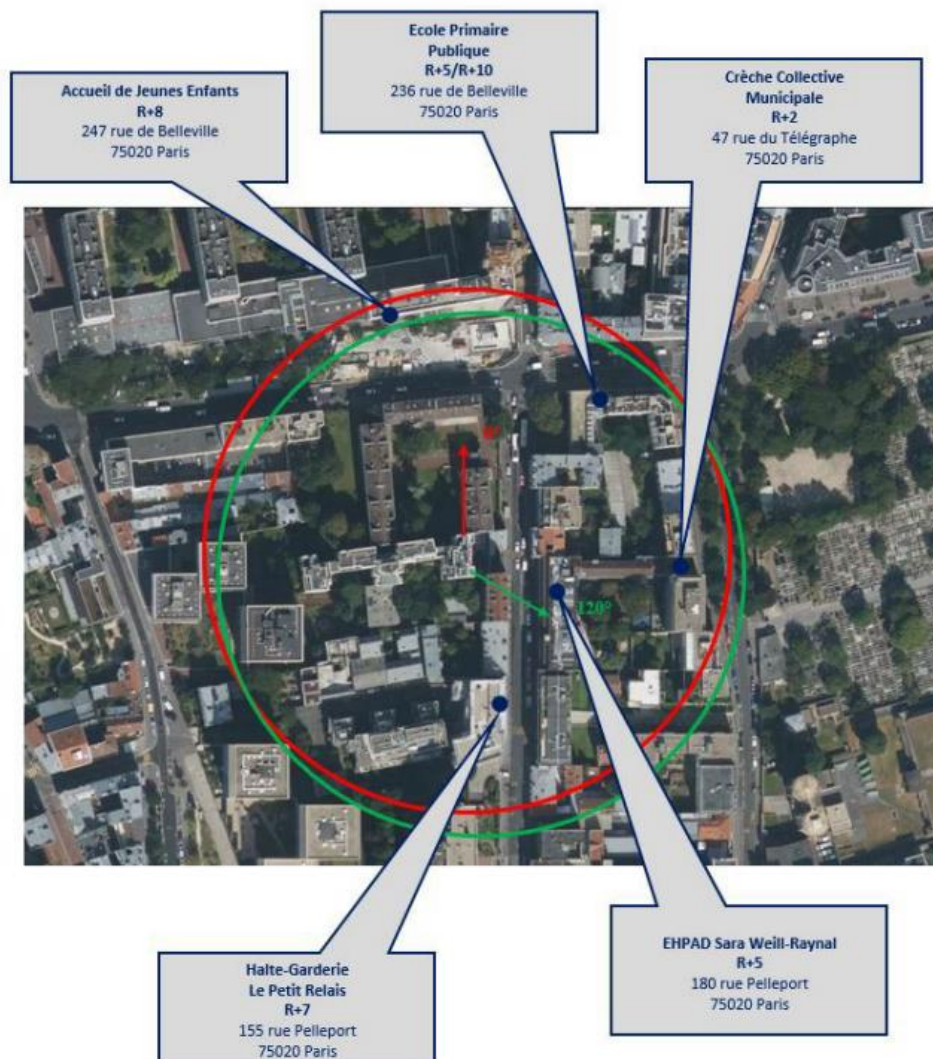 Ecole Primaire
Publique
R+5/R+10
236 rue de Belleville
75020 Paris
Accueil de Jeunes Enfants
R+8
247 rue de Belleville
75020 Paris
Crèche Collective
Municipale
R+2
47 rue du Télégraphe
75020 Paris
0°
120°
EHPAD Sara Weill-Raynal
R+5
180 rue Pelleport
75020 Paris
Halte-Garderie
Le Petit Relais
R+7
155 rue Pelleport
75020 Paris